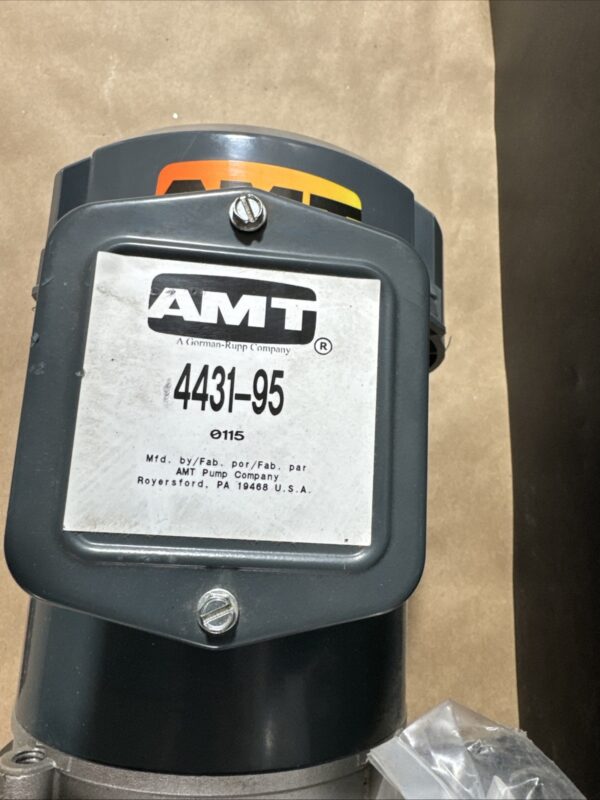 AMT
AMT
A Gorman-Rupp Company ®
4431-95
0115
Mfd. by/Fab. por/Fab. par
AMT Pump Company
Royersford, PA 19468 U.S.A.